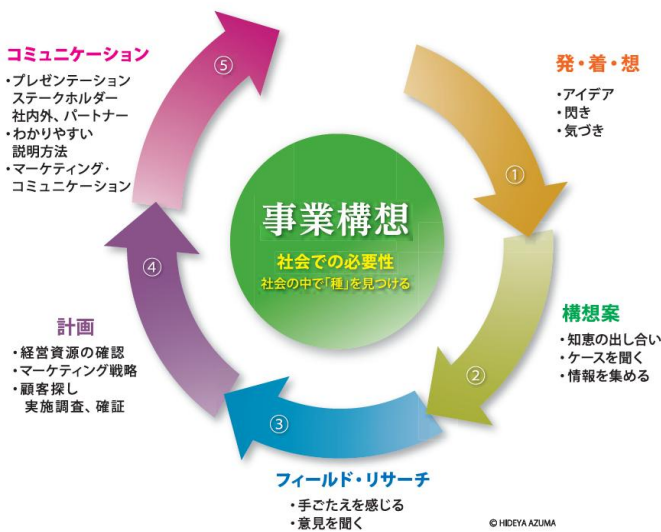 事業構想
社会での必要性
社会の中で「種」を見つける
①
発・着・想
・アイデア
・閃き
・気づき
②
構想案
・知恵の出し合い
・ケースを聞く
・情報を集める
③
フィールド・リサーチ
・手ごたえを感じる
・意見を聞く
④
計画
・経営資源の確認
・マーケティング戦略
・顧客探し
実施調査、確証
⑤
コミュニケーション
・プレゼンテーション
ステークホルダー
社内外、パートナー
・わかりやすい
説明方法
・マーケティング・
コミュニケーション
© HIDEYA AZUMA